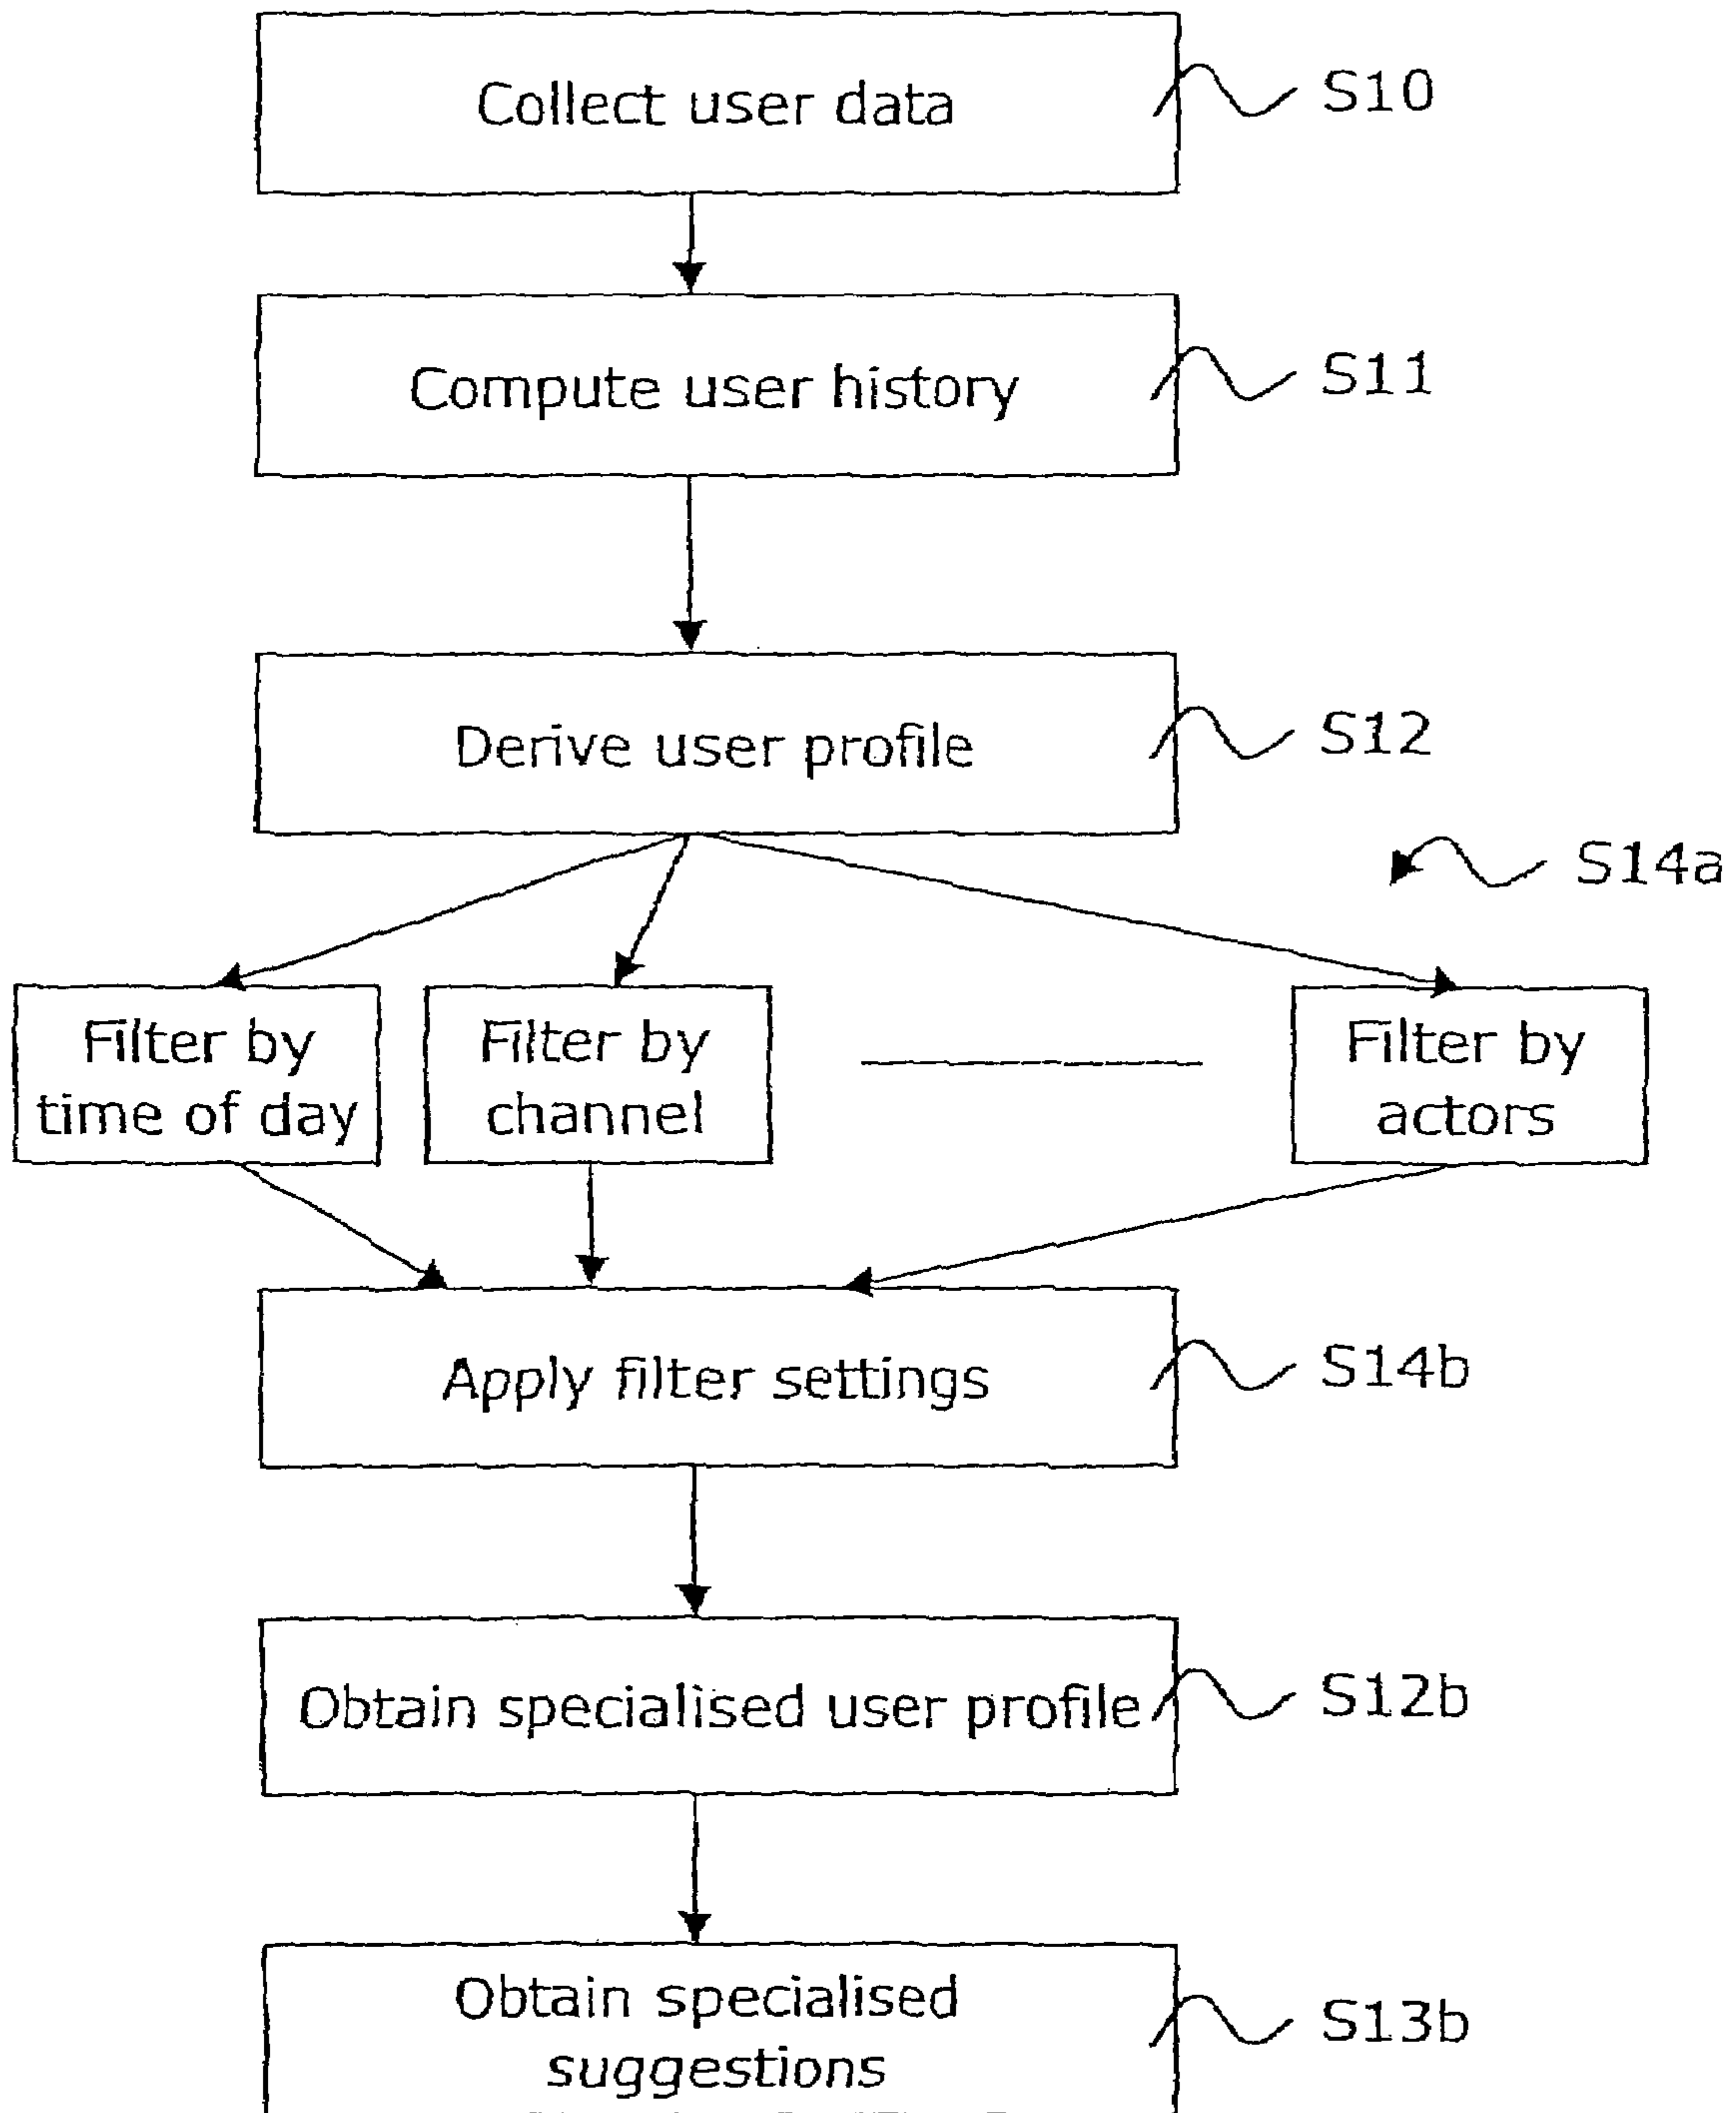 Collect user data
S10
Compute user history
S11
Derive user profile
S12
S14a
Filter by
time of day
Filter by
channel
Filter by
actors
Apply filter settings
S14b
Obtain specialised user profile
S12b
Obtain specialised
suggestions
S13b